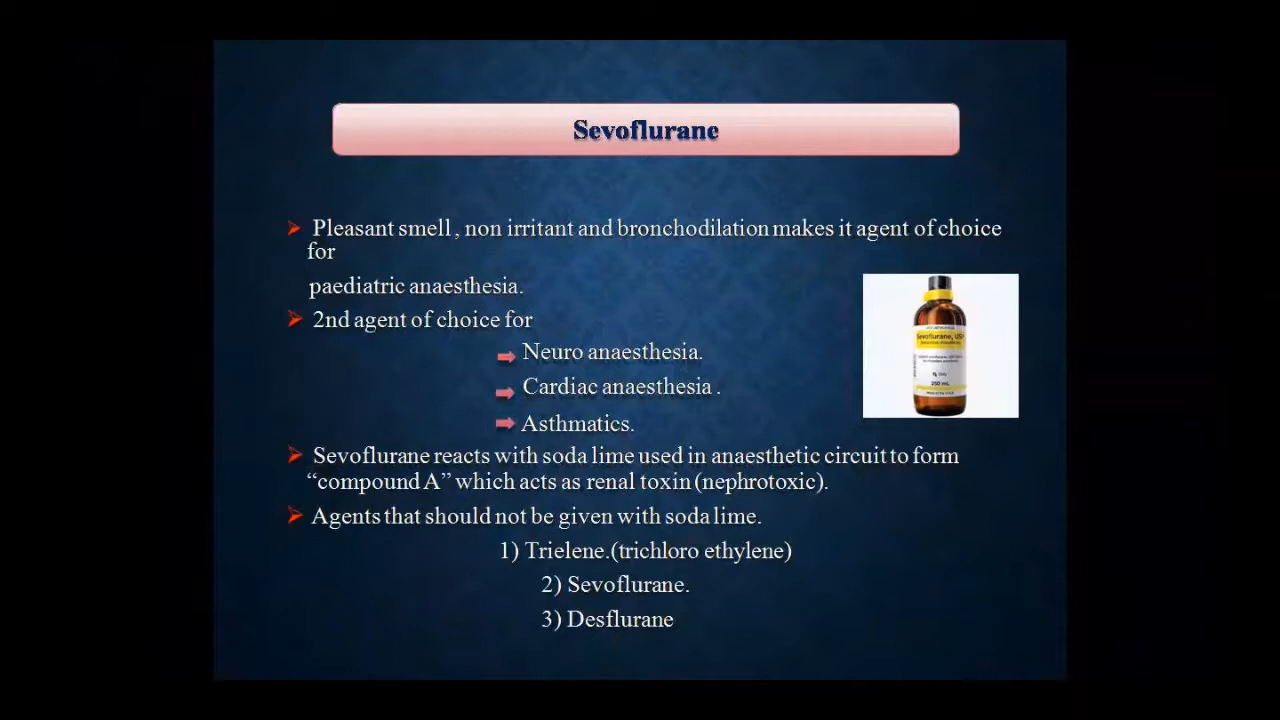 Sevoflurane
Pleasant smell , non irritant and bronchodilation makes it agent of choice
for
paediatric anaesthesia.
2nd agent of choice for
Neuro anaesthesia.
Cardiac anaesthesia .
Asthmatics.
Sevoflurane reacts with soda lime used in anaesthetic circuit to form
“compound A” which acts as renal toxin (nephrotoxic).
Agents that should not be given with soda lime.
1) Trielene.(trichloro ethylene)
2) Sevoflurane.
3) Desflurane
Sevoflurane, USP
250 mL